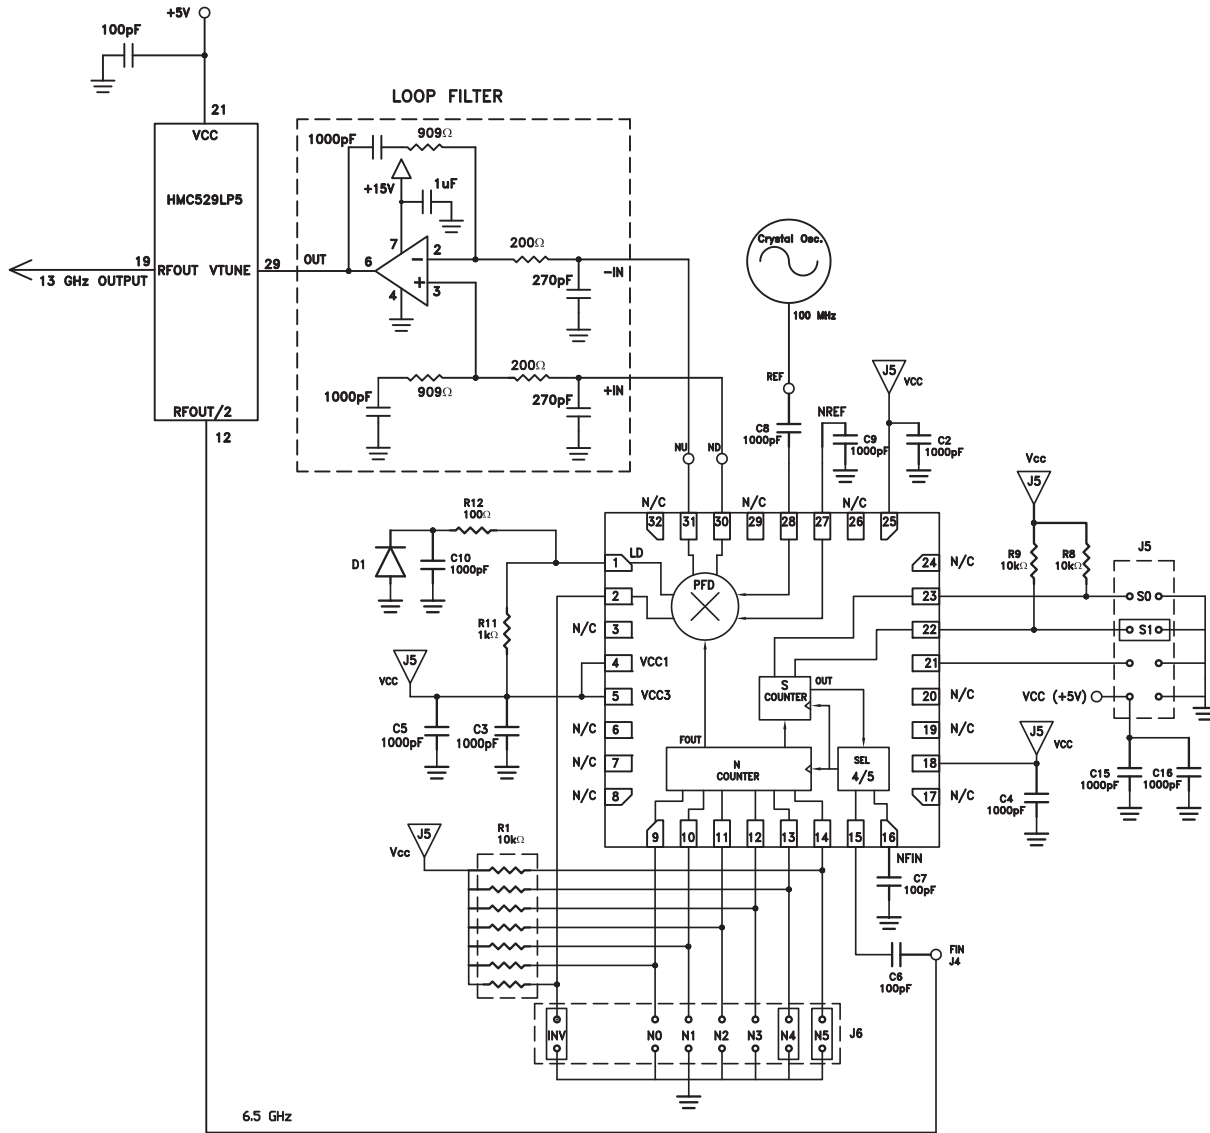 +5V
100pF
21
VCC
HMC529LP5
19
RFOUT VTUNE
29
13 GHz OUTPUT
RFOUT/2
12
LOOP FILTER
1000pF
909Ω
+15V
1uF
7
OUT
6
2
−
+
3
4
200Ω
270pF
−IN
200Ω
+IN
1000pF
909Ω
270pF
Crystal Osc.
100 MHz
REF
J5
VCC
C8
1000pF
NREF
C9
1000pF
C2
1000pF
NU
ND
Vcc
J5
N/C
N/C
N/C
32
31
30
29
28
27
26
25
R12
100Ω
D1
C10
1000pF
R11
1kΩ
1
LD
PFD
24
N/C
R9
10kΩ
R8
10kΩ
J5
2
23
S0
N/C
3
22
S1
J5
VCC
4
VCC1
21
5
VCC3
S
COUNTER
OUT
20
N/C
VCC (+5V)
C5
1000pF
C3
1000pF
N/C
6
19
N/C
J5
VCC
FOUT
N/C
7
N
COUNTER
SEL
4/5
18
C15
1000pF
C16
1000pF
N/C
8
17
N/C
C4
1000pF
9
10
11
12
13
14
15
16
J5
Vcc
R1
10kΩ
NFIN
C7
100pF
FIN
J4
C6
100pF
INV
N0
N1
N2
N3
N4
N5
J6
6.5 GHz